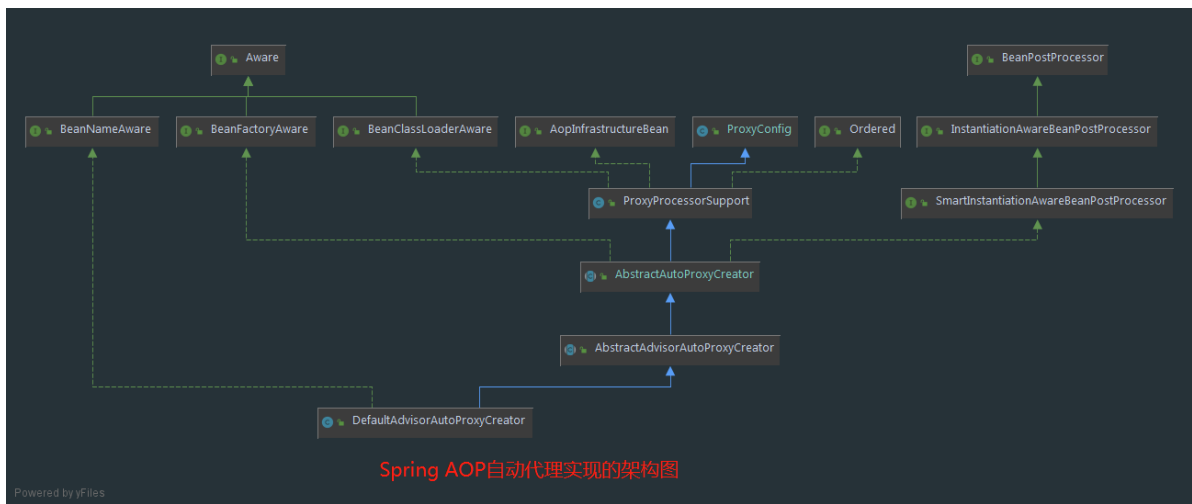 Aware
BeanPostProcessor
BeanNameAware
BeanFactoryAware
BeanClassLoaderAware
AopInfrastructureBean
ProxyConfig
Ordered
InstantiationAwareBeanPostProcessor
ProxyProcessorSupport
SmartInstantiationAwareBeanPostProcessor
AbstractAutoProxyCreator
AbstractAdvisorAutoProxyCreator
DefaultAdvisorAutoProxyCreator
Spring AOP自动代理实现的架构图
Powered by yFiles